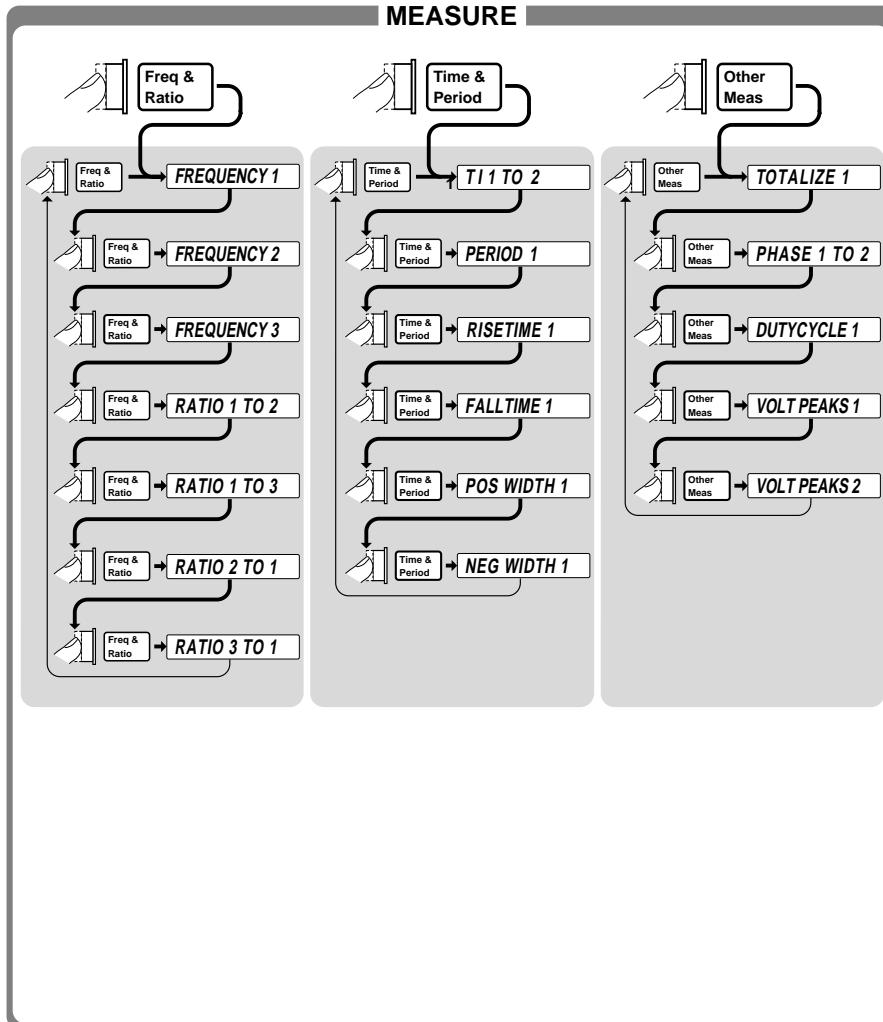 MEASURE
Freq &
Ratio
Freq &
Ratio
FREQUENCY 1
Freq &
Ratio
FREQUENCY 2
Freq &
Ratio
FREQUENCY 3
Freq &
Ratio
RATIO 1 TO 2
Freq &
Ratio
RATIO 1 TO 3
Freq &
Ratio
RATIO 2 TO 1
Freq &
Ratio
RATIO 3 TO 1
Time &
Period
Time &
Period
T I 1 TO 2
Time &
Period
PERIOD 1
Time &
Period
RISETIME 1
Time &
Period
FALLTIME 1
Time &
Period
POS WIDTH 1
Time &
Period
NEG WIDTH 1
Other
Meas
Other
Meas
TOTALIZE 1
Other
Meas
PHASE 1 TO 2
Other
Meas
DUTYCYCLE 1
Other
Meas
VOLT PEAKS 1
Other
Meas
VOLT PEAKS 2